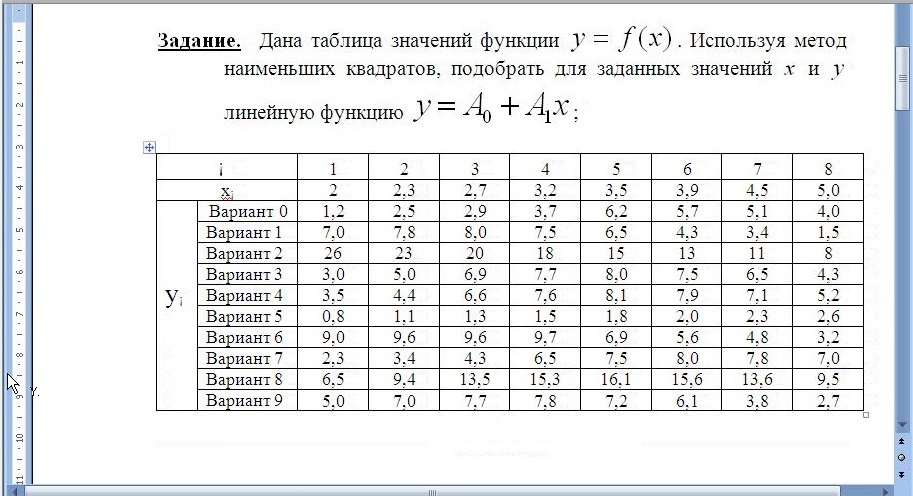 Задание. Дана таблица значений функции y = f(x). Используя метод
наименьших квадратов, подобрать для заданных значений x и y
линейную функцию y = A₀ + A₁x;
i 1 2 3 4 5 6 7 8
xᵢ 2 2,3 2,7 3,2 3,5 3,9 4,5 5,0
yᵢ
Вариант 0 1,2 2,5 2,9 3,7 6,2 5,7 5,1 4,0
Вариант 1 7,0 7,8 8,0 7,5 6,5 4,3 3,4 1,5
Вариант 2 26 23 20 18 15 13 11 8
Вариант 3 3,0 5,0 6,9 7,7 8,0 7,5 6,5 4,3
Вариант 4 3,5 4,4 6,6 7,6 8,1 7,9 7,1 5,2
Вариант 5 0,8 1,1 1,3 1,5 1,8 2,0 2,3 2,6
Вариант 6 9,0 9,6 9,6 9,7 6,9 5,6 4,8 3,2
Вариант 7 2,3 3,4 4,3 6,5 7,5 8,0 7,8 7,0
Вариант 8 6,5 9,4 13,5 15,3 16,1 15,6 13,6 9,5
Вариант 9 5,0 7,0 7,7 7,8 7,2 6,1 3,8 2,7